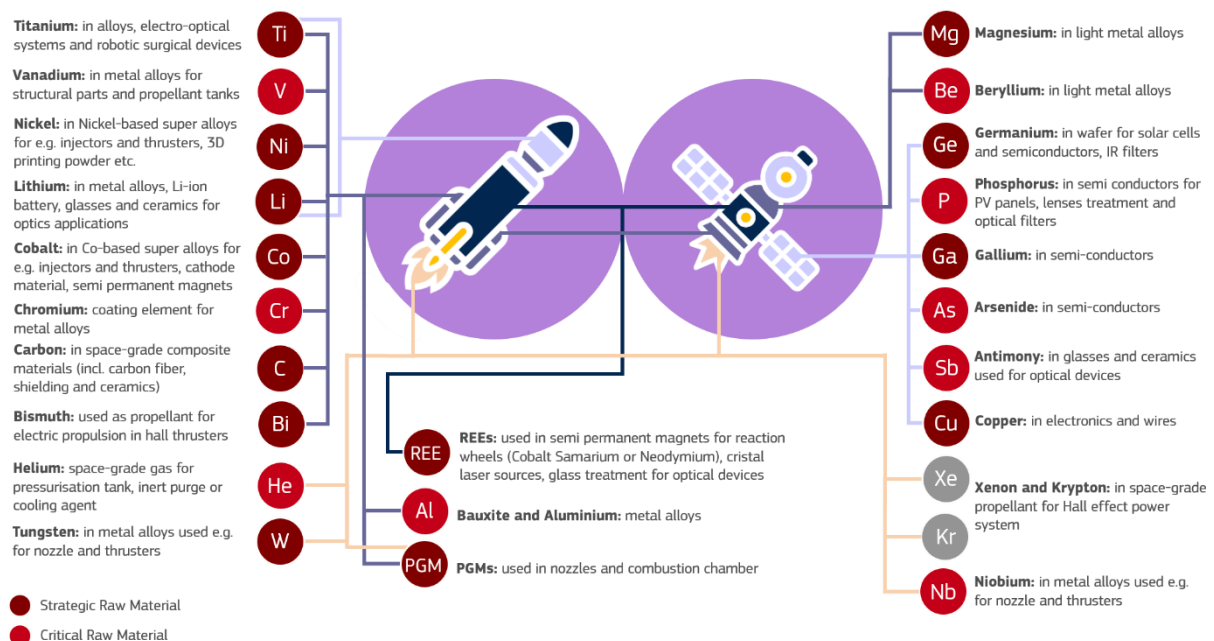 Titanium: in alloys, electro-optical
systems and robotic surgical devices
Ti
Vanadium: in metal alloys for
structural parts and propellant tanks
V
Nickel: in Nickel-based super alloys
for e.g. injectors and thrusters, 3D
printing powder etc.
Ni
Lithium: in metal alloys, Li-ion
battery, glasses and ceramics for
optics applications
Li
Cobalt: in Co-based super alloys for
e.g. injectors and thrusters, cathode
material, semi permanent magnets
Co
Chromium: coating element for
metal alloys
Cr
Carbon: in space-grade composite
materials (incl. carbon fiber,
shielding and ceramics)
C
Bismuth: used as propellant for
electric propulsion in hall thrusters
Bi
Helium: space-grade gas for
pressurisation tank, inert purge or
cooling agent
He
Tungsten: in metal alloys used e.g.
for nozzle and thrusters
W
REE
REEs: used in semi permanent magnets for reaction
wheels (Cobalt Samarium or Neodymium), cristal
laser sources, glass treatment for optical devices
Al
Bauxite and Aluminium: metal alloys
PGM
PGMs: used in nozzles and combustion chamber
Mg
Magnesium: in light metal alloys
Be
Beryllium: in light metal alloys
Ge
Germanium: in wafer for solar cells
and semiconductors, IR filters
P
Phosphorus: in semi conductors for
PV panels, lenses treatment and
optical filters
Ga
Gallium: in semi-conductors
As
Arsenide: in semi-conductors
Sb
Antimony: in glasses and ceramics
used for optical devices
Cu
Copper: in electronics and wires
Xe
Kr
Xenon and Krypton: in space-grade
propellant for Hall effect power
system
Nb
Niobium: in metal alloys used e.g.
for nozzle and thrusters
Strategic Raw Material
Critical Raw Material